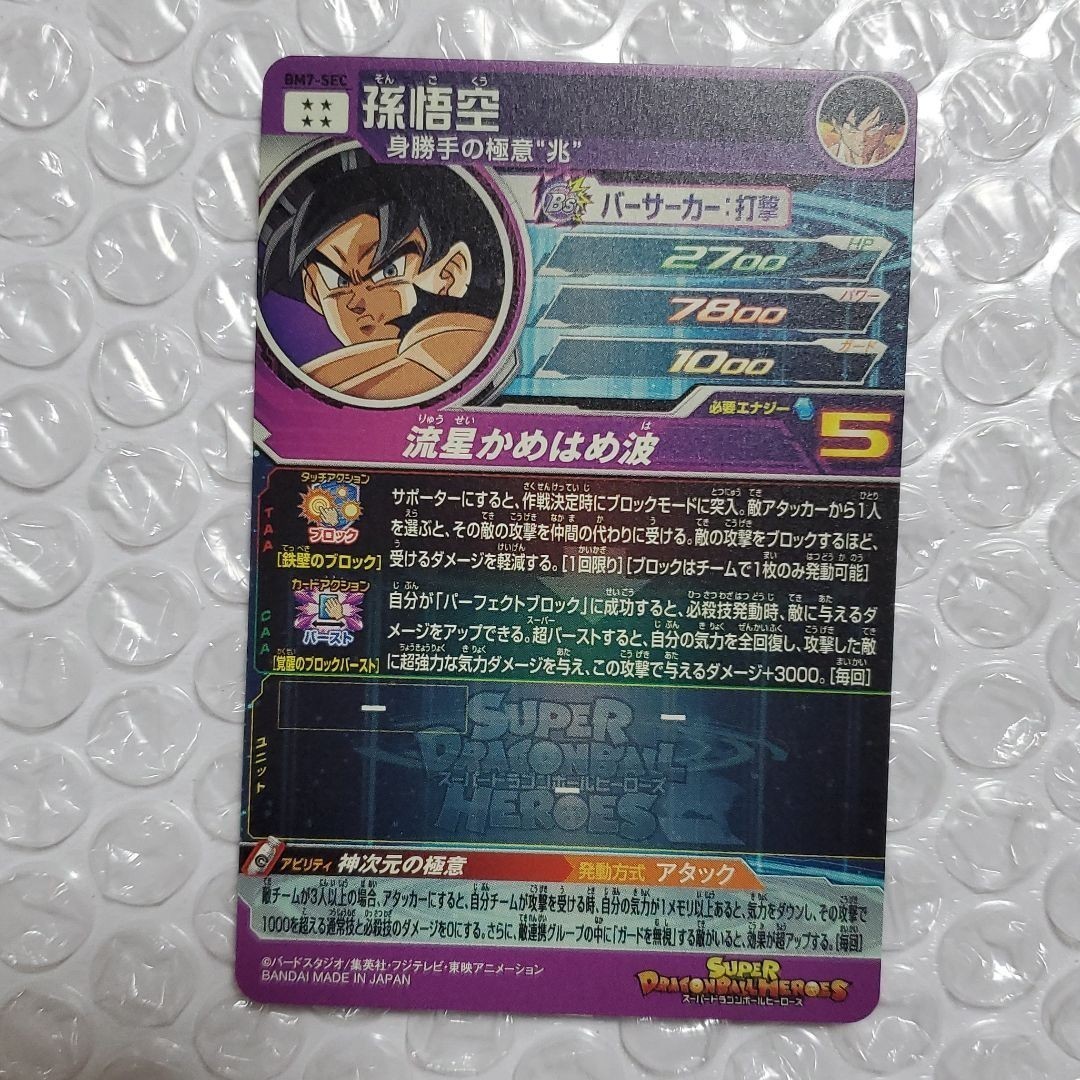 BM7-SEC
そん ご くう
孫悟空
身勝手の極意"兆"
Bs バーサーカー:打撃
2700 HP
7800 パワー
1000 ガード
必要エナジー 5
りゅう せい は
流星かめはめ波
TAA
タッチアクション
ブロック
てっぺき
[鉄壁のブロック]
サポーターにすると、作戦決定時にブロックモードに突入。敵アタッカーから1人
を選ぶと、その敵の攻撃を仲間の代わりに受ける。敵の攻撃をブロックするほど、
受けるダメージを軽減する。[1回限り][ブロックはチームで1枚のみ発動可能]
CAA
カードアクション
バースト
かくせい
[覚醒のブロックバースト]
自分が「パーフェクトブロック」に成功すると、必殺技発動時、敵に与えるダ
メージをアップできる。超バーストすると、自分の気力を全回復し、攻撃した敵
に超強力な気力ダメージを与え、この攻撃で与えるダメージ+3000。[毎回]
ユニット
ー
ー
ー
SUPER
DRAGONBALL
スーパードラゴンボールヒーローズ
HEROES
アビリティ 神次元の極意 発動方式 アタック
敵チームが3人以上の場合、アタッカーにすると、自分チームが攻撃を受ける時、自分の気力が1メモリ以上あると、気力をダウンし、その攻撃で
1000を超える通常技と必殺技のダメージを0にする。さらに、敵連携グループの中に「ガードを無視」する敵がいると、効果が超アップする。[毎回]
©バードスタジオ/集英社・フジテレビ・東映アニメーション
BANDAI MADE IN JAPAN
SUPER
DRAGONBALL HEROES
スーパードラゴンボールヒーローズ